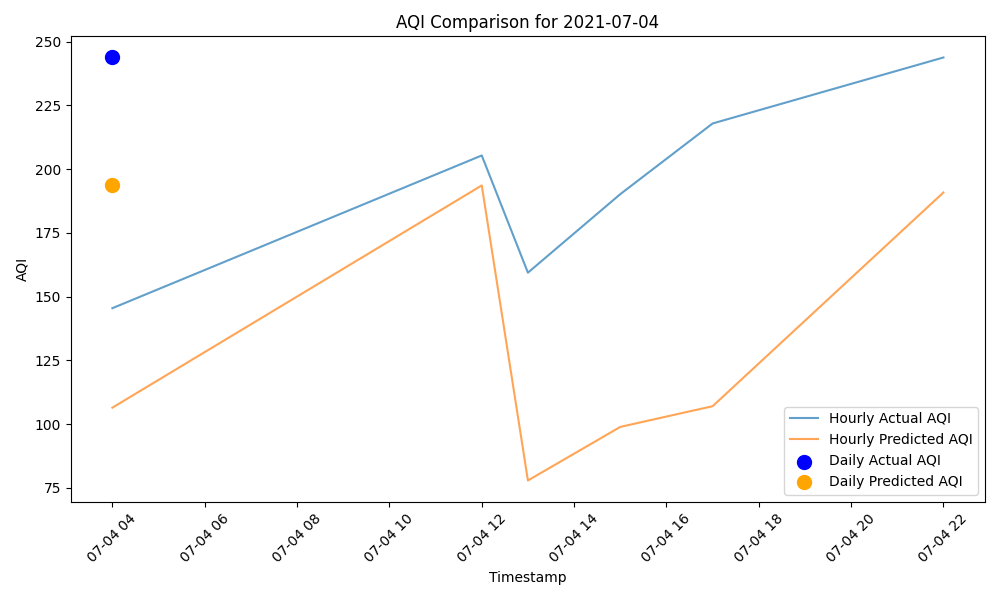 AQI Comparison for 2021-07-04
250
225
200
175
150
125
100
75
AQI
07-04 04
07-04 06
07-04 08
07-04 10
07-04 12
07-04 14
07-04 16
07-04 18
07-04 20
07-04 22
Timestamp
Hourly Actual AQI
Hourly Predicted AQI
Daily Actual AQI
Daily Predicted AQI